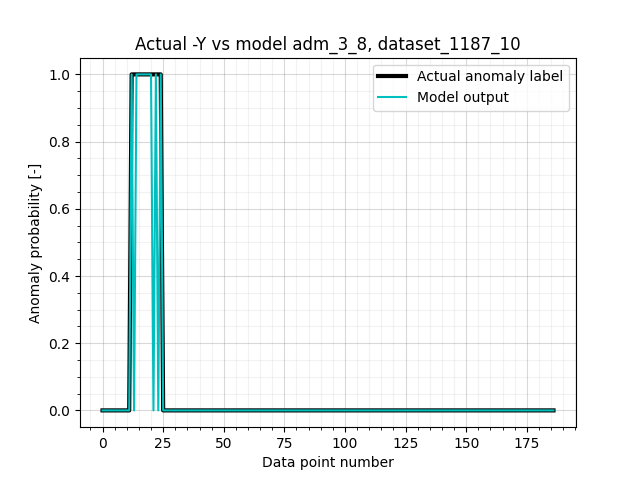 Actual -Y vs model adm_3_8, dataset_1187_10
Actual anomaly label
Model output
Anomaly probability [-]
1.0
0.8
0.6
0.4
0.2
0.0
0 25 50 75 100 125 150 175
Data point number